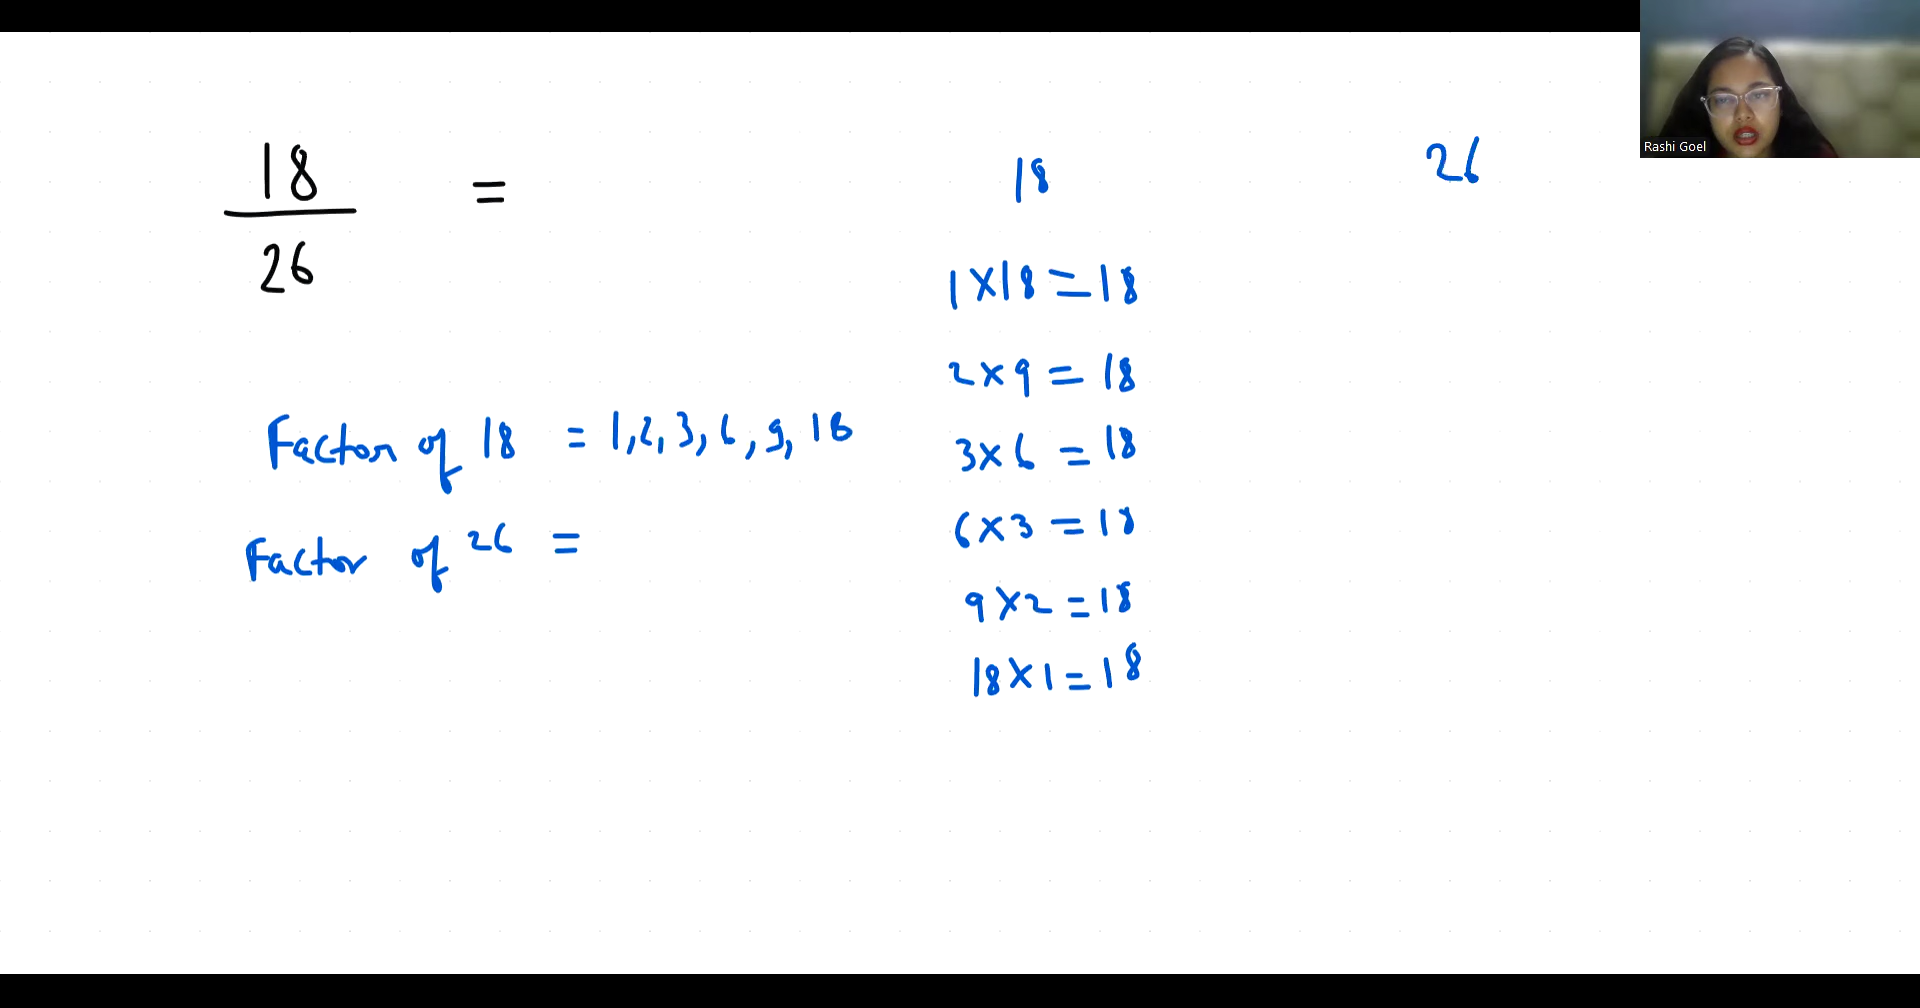 18
26
=
Factor of 18 = 1, 2, 3, 6, 9, 18
Factor of 26 =
18
1 × 18 = 18
2 × 9 = 18
3 × 6 = 18
6 × 3 = 18
9 × 2 = 18
18 × 1 = 18
26
Rashi Goel